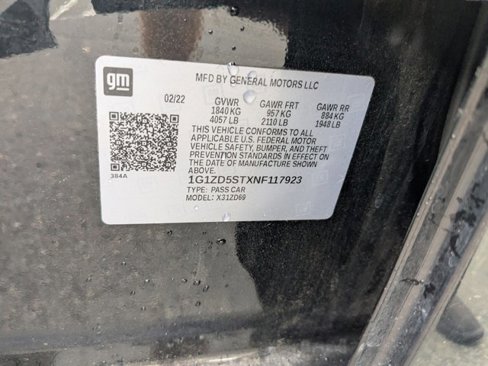 gm
MFD BY GENERAL MOTORS LLC
02/22 GVWR GAWR FRT GAWR RR
1840 KG 957 KG 884 KG
4057 LB 2110 LB 1948 LB
THIS VEHICLE CONFORMS TO ALL
APPLICABLE U.S. FEDERAL MOTOR
VEHICLE SAFETY, BUMPER, AND THEFT
PREVENTION STANDARDS IN EFFECT ON
THE DATE OF MANUFACTURE SHOWN
ABOVE.
384A
1G1ZD5STXNF117923
TYPE: PASS CAR
MODEL: X31ZD69